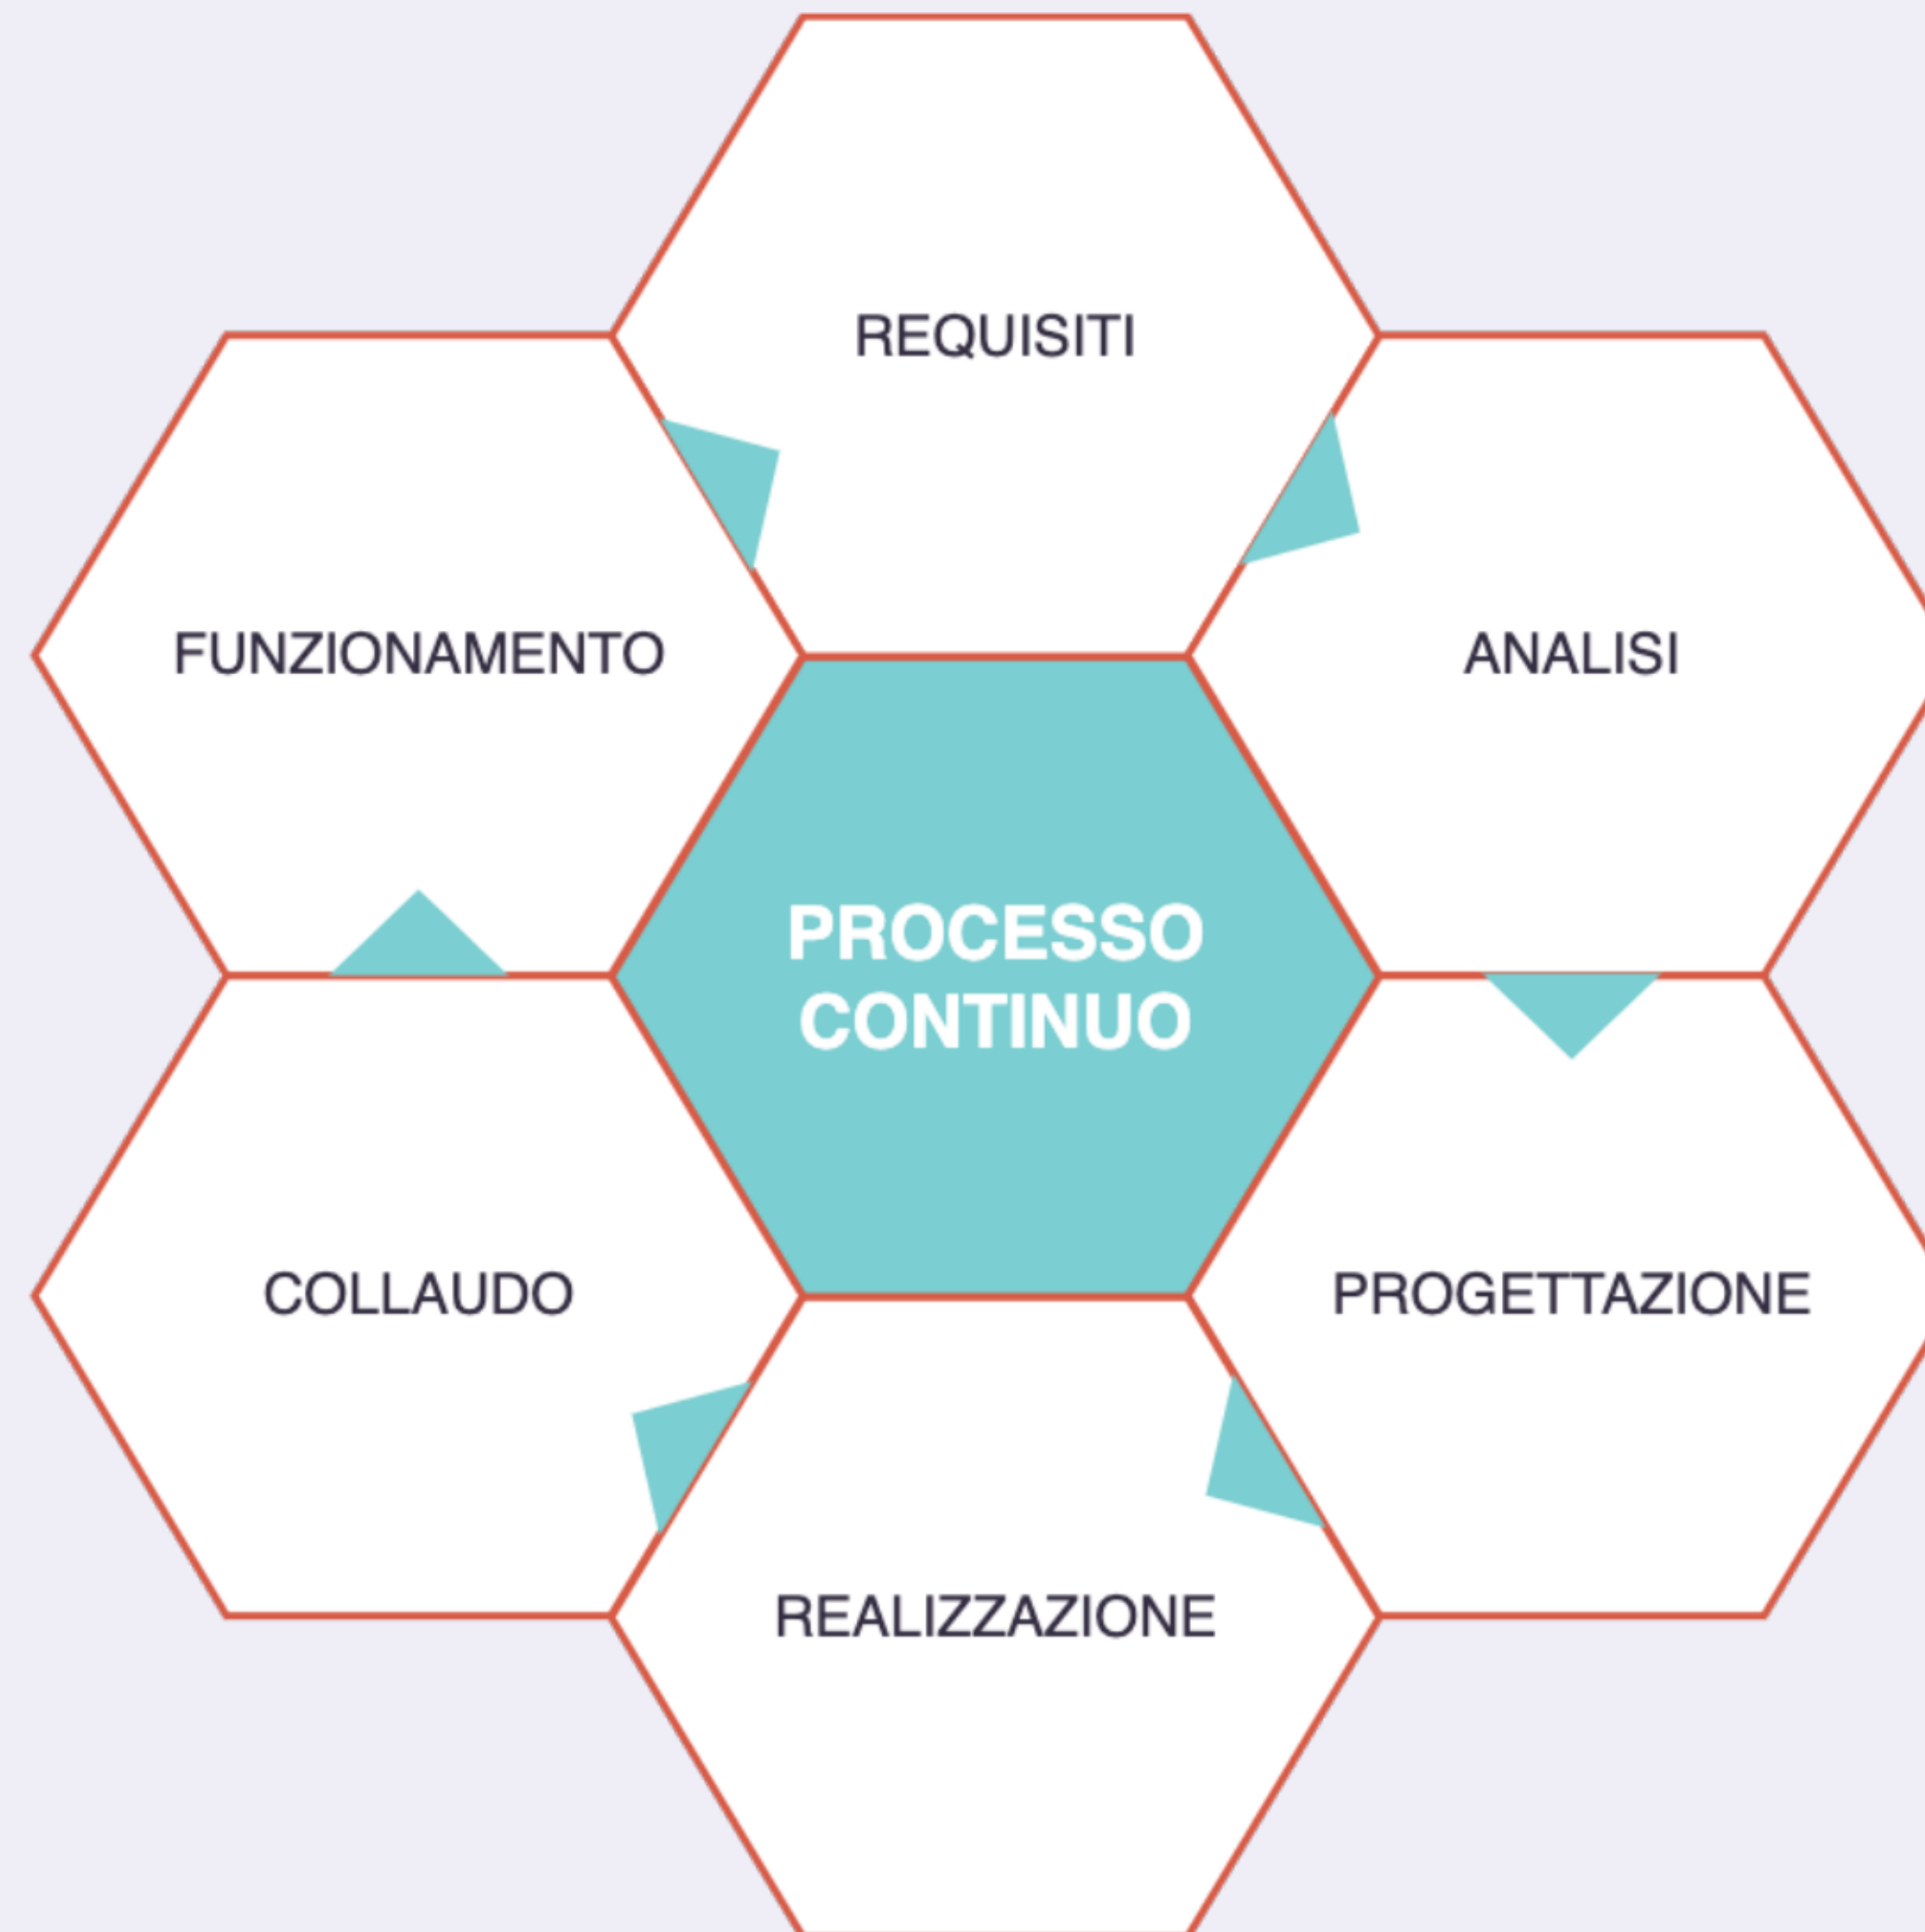 REQUISITI
FUNZIONAMENTO
ANALISI
PROCESSO
CONTINUO
COLLAUDO
PROGETTAZIONE
REALIZZAZIONE